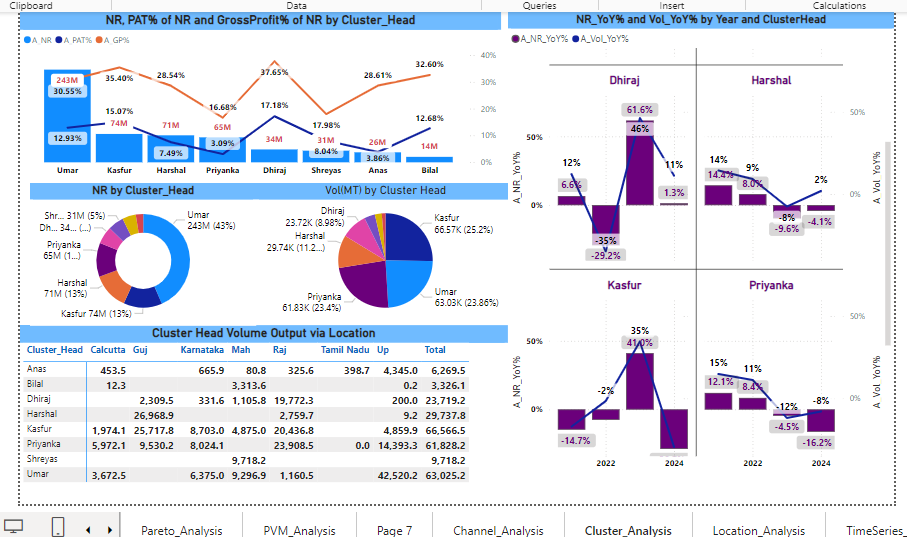 Clipboard Data Queries Insert Calculations
NR, PAT% of NR and GrossProfit% of NR by Cluster_Head
A_NR A_PAT% A_GP%
40%
30%
20%
10%
0%
243M
30.55%
12.93%
35.40%
15.07%
74M
28.54%
71M
7.49%
16.68%
65M
3.09%
37.65%
17.18%
34M
17.98%
31M
8.04%
28.61%
26M
3.86%
32.60%
12.68%
14M
Umar Kasfur Harshal Priyanka Dhiraj Shreyas Anas Bilal
NR by Cluster_Head
Shr... 31M (5%)
Dh... 34... (...)
Priyanka
65M (1...)
Harshal
71M (13%)
Kasfur 74M (13%)
Umar
243M (43%)
Vol(MT) by Cluster Head
Dhiraj
23.72K (8.98%)
Harshal
29.74K (11.2...)
Priyanka
61.83K (23.4%)
Kasfur
66.57K (25.2%)
Umar
63.03K (23.86%)
Cluster Head Volume Output via Location
Cluster_Head Calcutta Guj Karnataka Mah Raj Tamil Nadu Up Total
Anas 453.5 665.9 80.8 325.6 398.7 4,345.0 6,269.5
Bilal 12.3 3,313.6 0.2 3,326.1
Dhiraj 2,309.5 331.6 1,105.8 19,772.3 200.0 23,719.2
Harshal 26,968.9 2,759.7 9.2 29,737.8
Kasfur 1,974.1 25,717.8 8,703.0 4,875.0 20,436.8 4,859.9 66,566.5
Priyanka 5,972.1 9,530.2 8,024.1 23,908.5 0.0 14,393.3 61,828.2
Shreyas 9,718.2 9,718.2
Umar 3,672.5 6,375.0 9,296.9 1,160.5 42,520.2 63,025.2
NR_YoY% and Vol_YoY% by Year and ClusterHead
A_NR_YoY% A_Vol_YoY%
Dhiraj
A_NR_YoY%
50%
0%
12%
6.6%
-35%
-29.2%
61.6%
46%
11%
1.3%
Harshal
A_Vol_YoY%
50%
0%
14%
14.4%
9%
8.0%
-8%
-9.6%
2%
-4.1%
Kasfur
A_NR_YoY%
50%
0%
-14.7%
-2%
35%
41.0%
2022 2024
Priyanka
A_Vol_YoY%
50%
0%
15%
12.1%
11%
8.4%
-12%
-4.5%
-8%
-16.2%
2022 2024
Pareto_Analysis PVM_Analysis Page 7 Channel_Analysis Cluster_Analysis Location_Analysis TimeSeries_